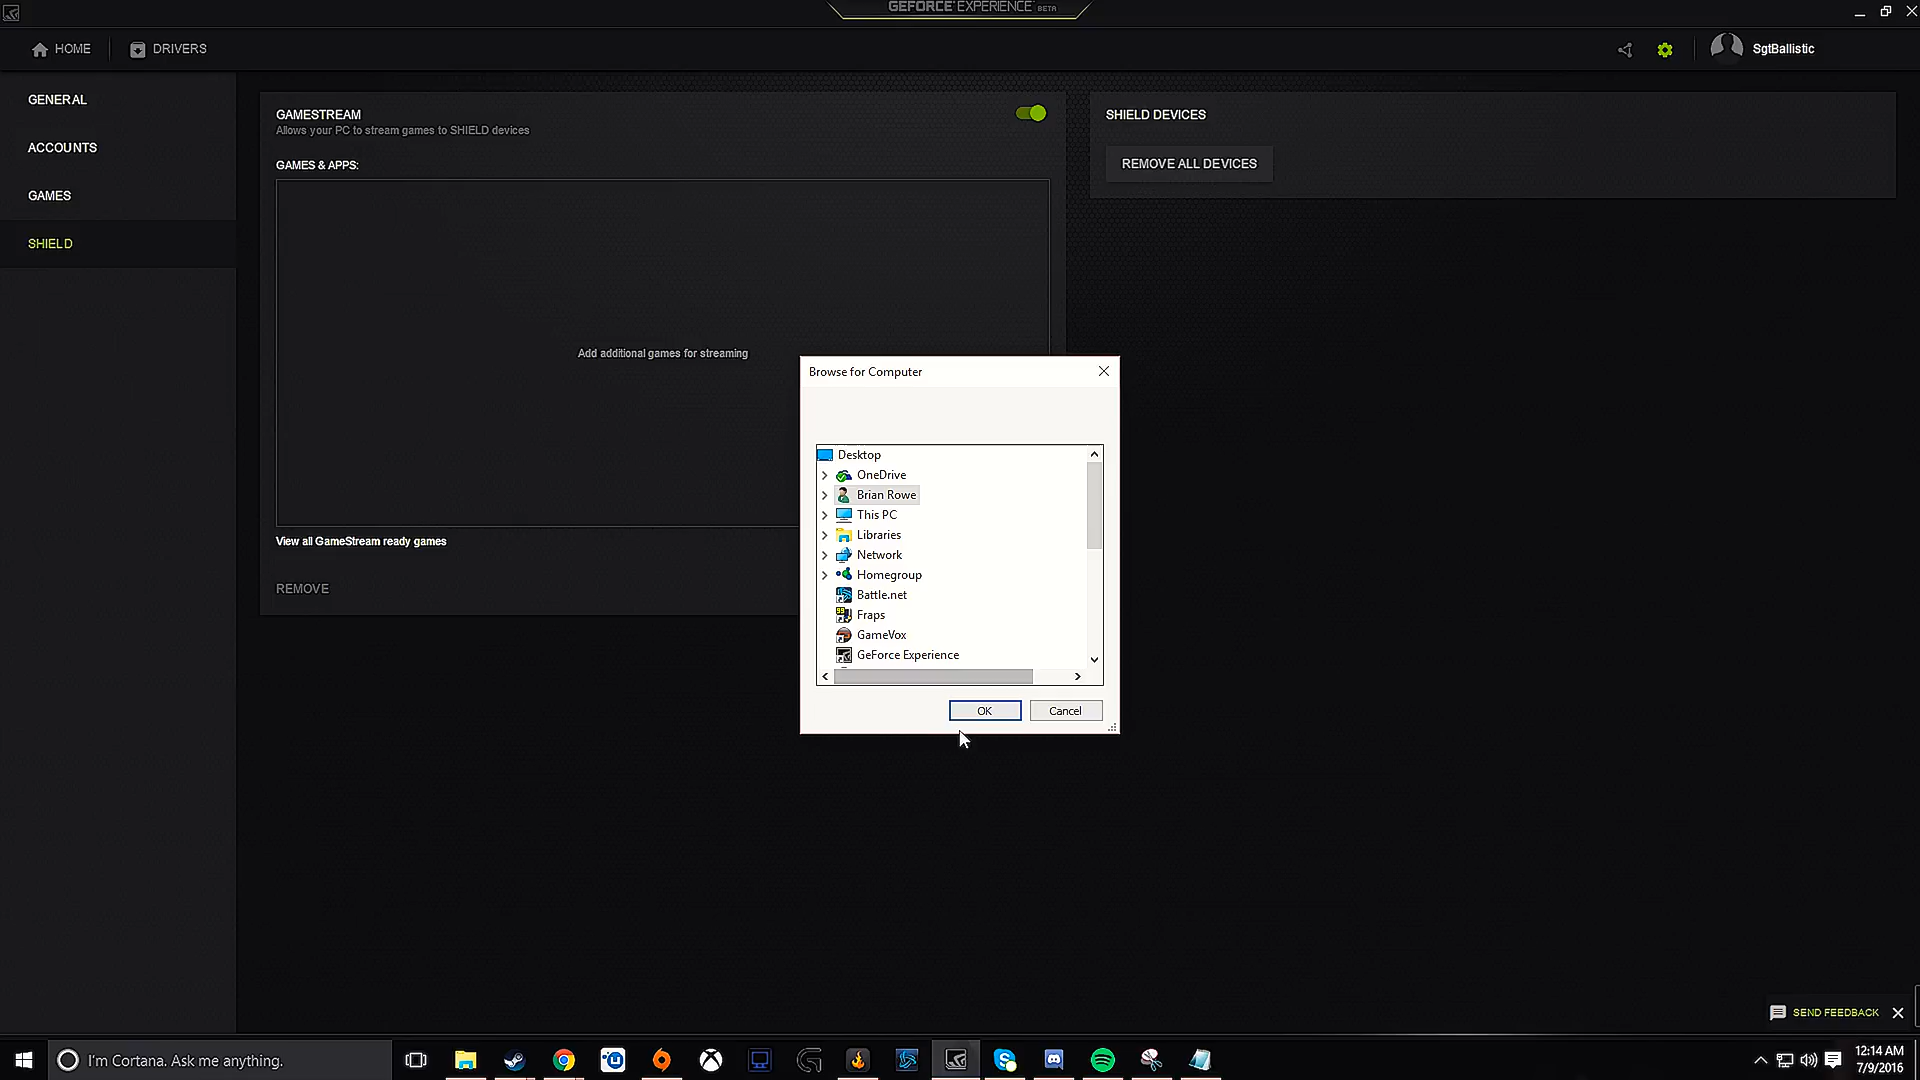 GEFORCE EXPERIENCE BETA
HOME
DRIVERS
SgtBallistic
GENERAL
ACCOUNTS
GAMES
SHIELD
GAMESTREAM
Allows your PC to stream games to SHIELD devices
GAMES & APPS:
Add additional games for streaming
View all GameStream ready games
REMOVE
SHIELD DEVICES
REMOVE ALL DEVICES
Browse for Computer
Desktop
OneDrive
Brian Rowe
This PC
Libraries
Network
Homegroup
Battle.net
Fraps
GameVox
GeForce Experience
OK
Cancel
SEND FEEDBACK
I'm Cortana. Ask me anything.
12:14 AM
7/9/2016